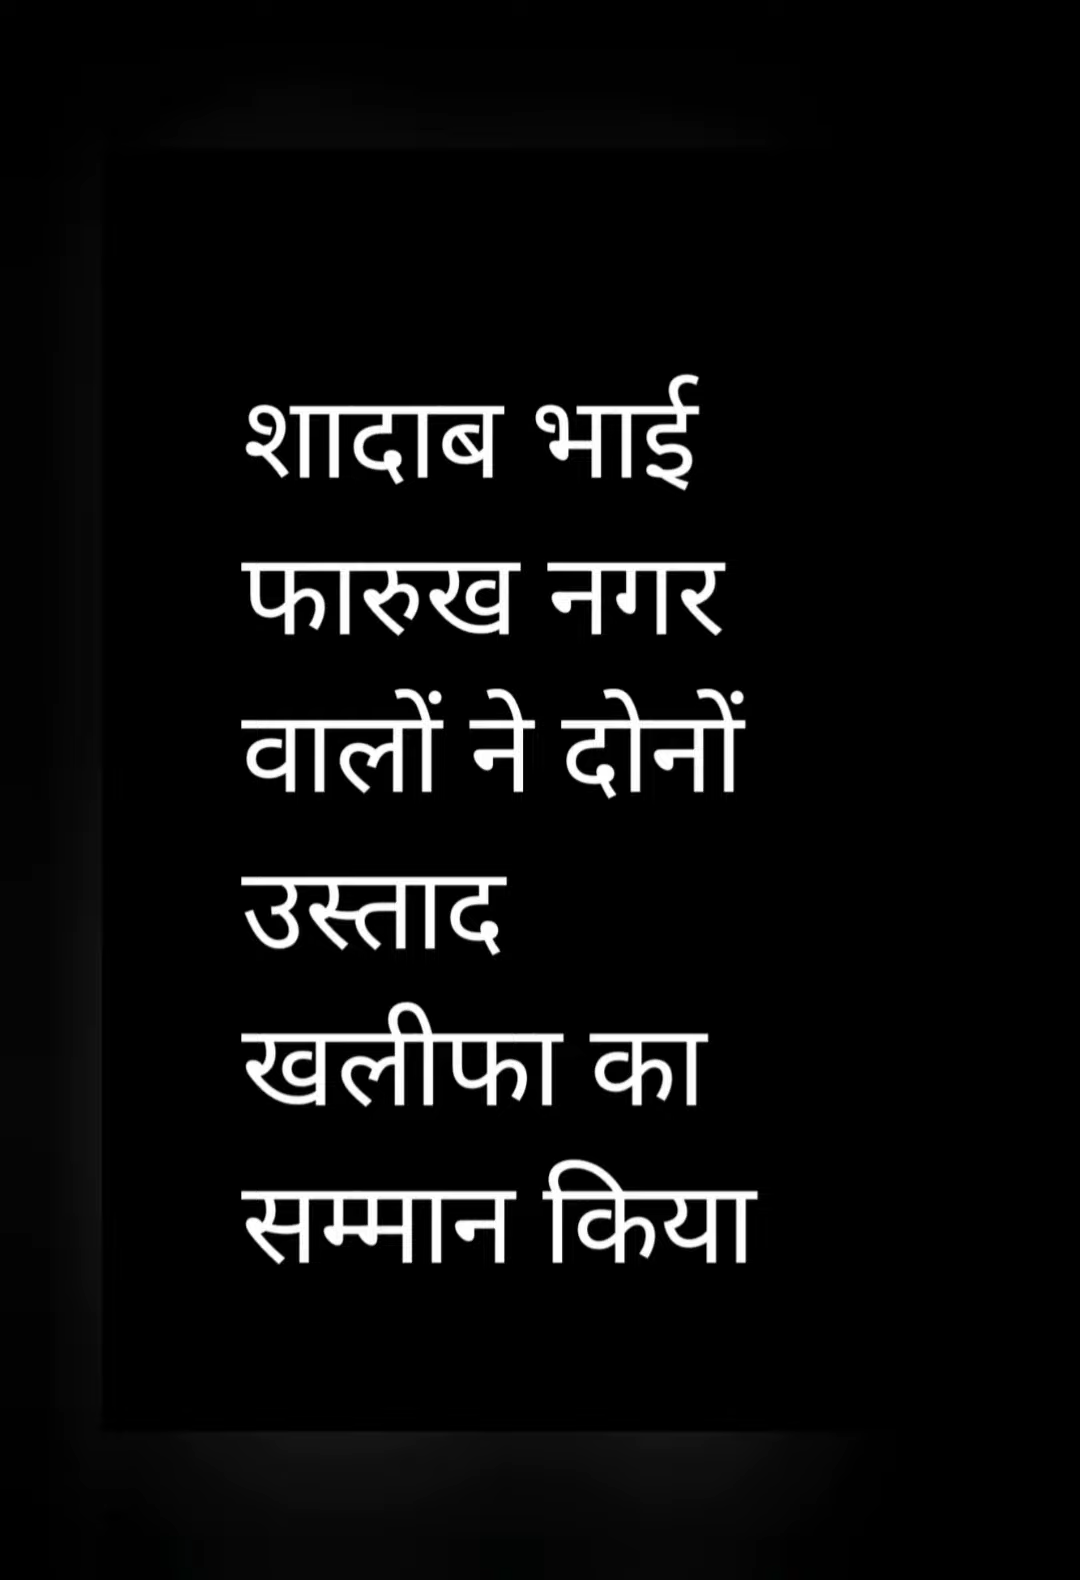 शादाब भाई
फारुख नगर
वालों ने दोनों
उस्ताद
खलीफा का
सम्मान किया